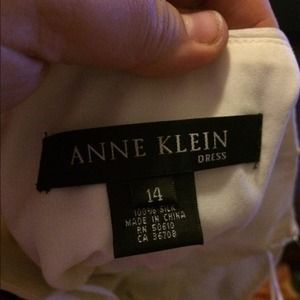 ANNE KLEIN
DRESS
14
100% SILK
MADE IN CHINA
RN 50610
CA 36708